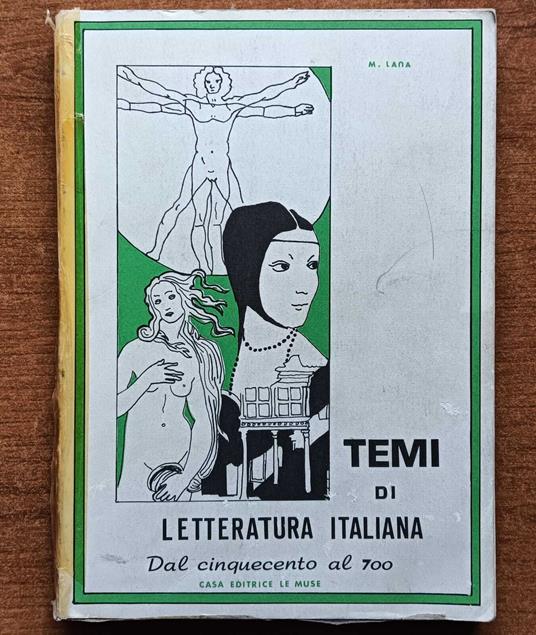 M. LANA
TEMI
DI
LETTERATURA ITALIANA
Dal cinquecento al 700
CASA EDITRICE LE MUSE